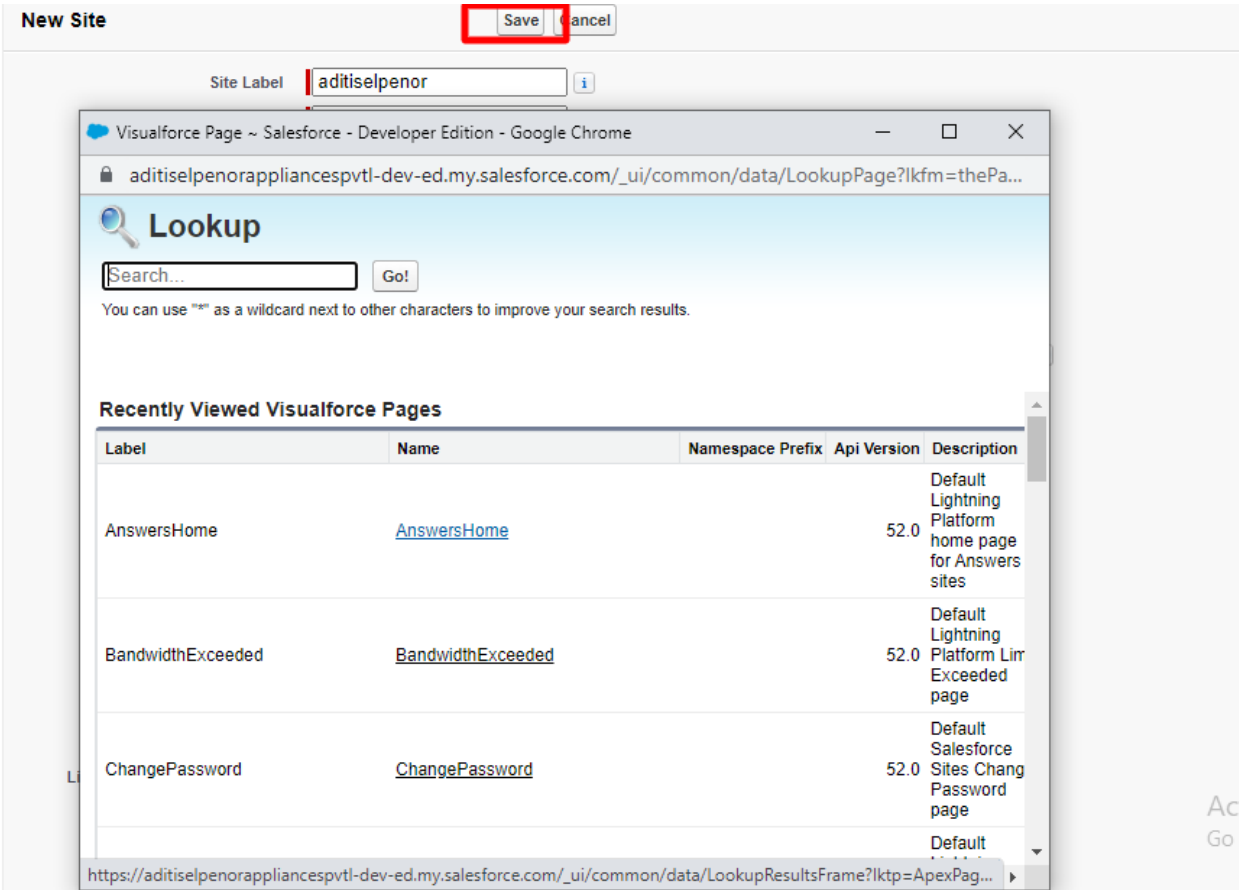 New Site
Save
Cancel
Site Label
aditiselpenor
i
Visualforce Page ~ Salesforce - Developer Edition - Google Chrome
aditiselpenorappliancespvtl-dev-ed.my.salesforce.com/_ui/common/data/LookupPage?lkfm=thePa...
Lookup
Search...
Go!
You can use "*" as a wildcard next to other characters to improve your search results.
Recently Viewed Visualforce Pages
Label Name Namespace Prefix Api Version Description
AnswersHome AnswersHome 52.0
Default
Lightning
Platform
home page
for Answers
sites
BandwidthExceeded BandwidthExceeded 52.0
Default
Lightning
Platform Lim
Exceeded
page
ChangePassword ChangePassword 52.0
Default
Salesforce
Sites Chang
Password
page
Default
Li
Ac
Go
https://aditiselpenorappliancespvtl-dev-ed.my.salesforce.com/_ui/common/data/LookupResultsFrame?lktp=ApexPag...